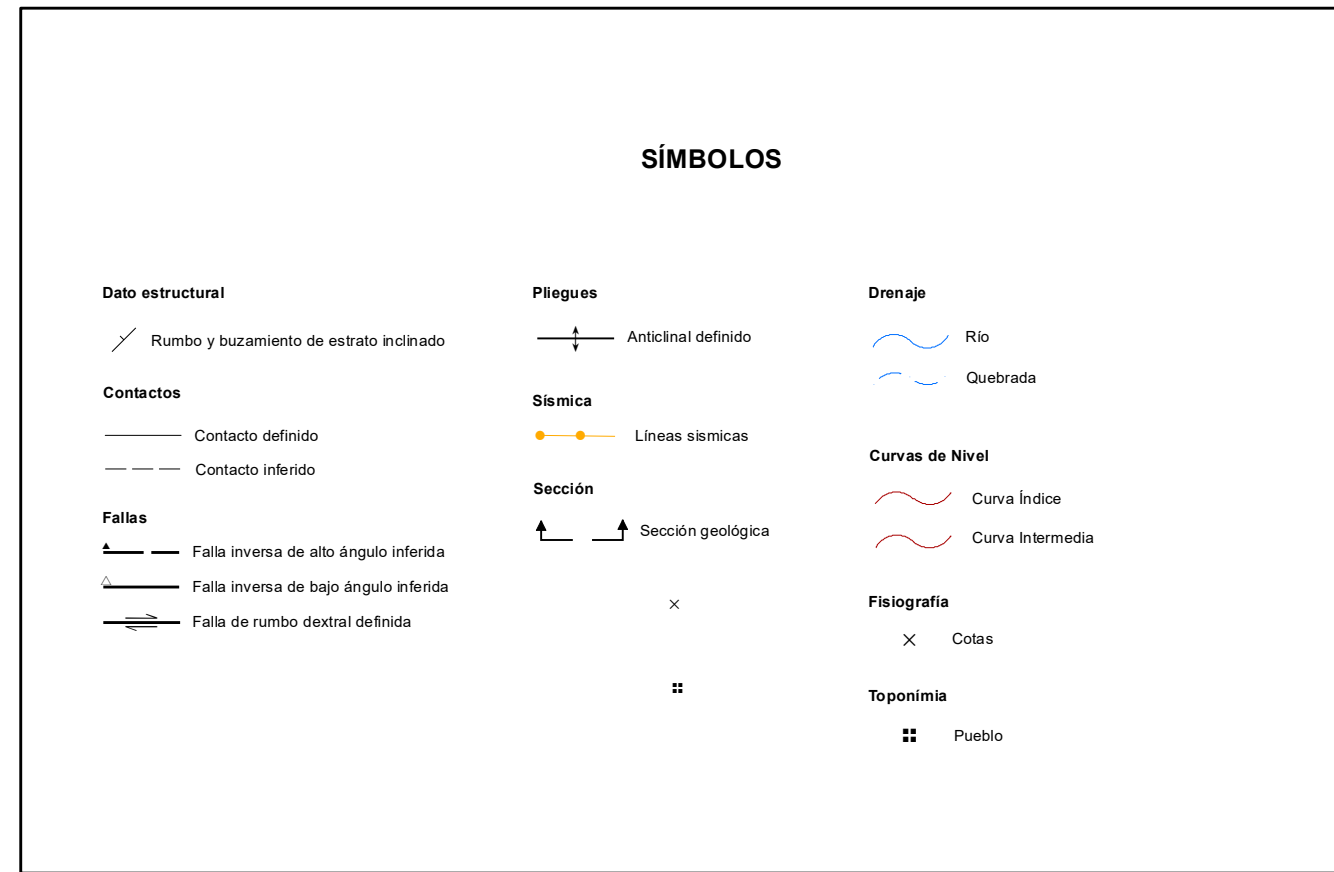 SÍMBOLOS
Dato estructural
Rumbo y buzamiento de estrato inclinado
Contactos
Contacto definido
Contacto inferido
Fallas
Falla inversa de alto ángulo inferida
Falla inversa de bajo ángulo inferida
Falla de rumbo dextral definida
Pliegues
Anticlinal definido
Sísmica
Líneas sismicas
Sección
Sección geológica
Drenaje
Río
Quebrada
Curvas de Nivel
Curva Índice
Curva Intermedia
Fisiografía
Cotas
Toponímia
Pueblo